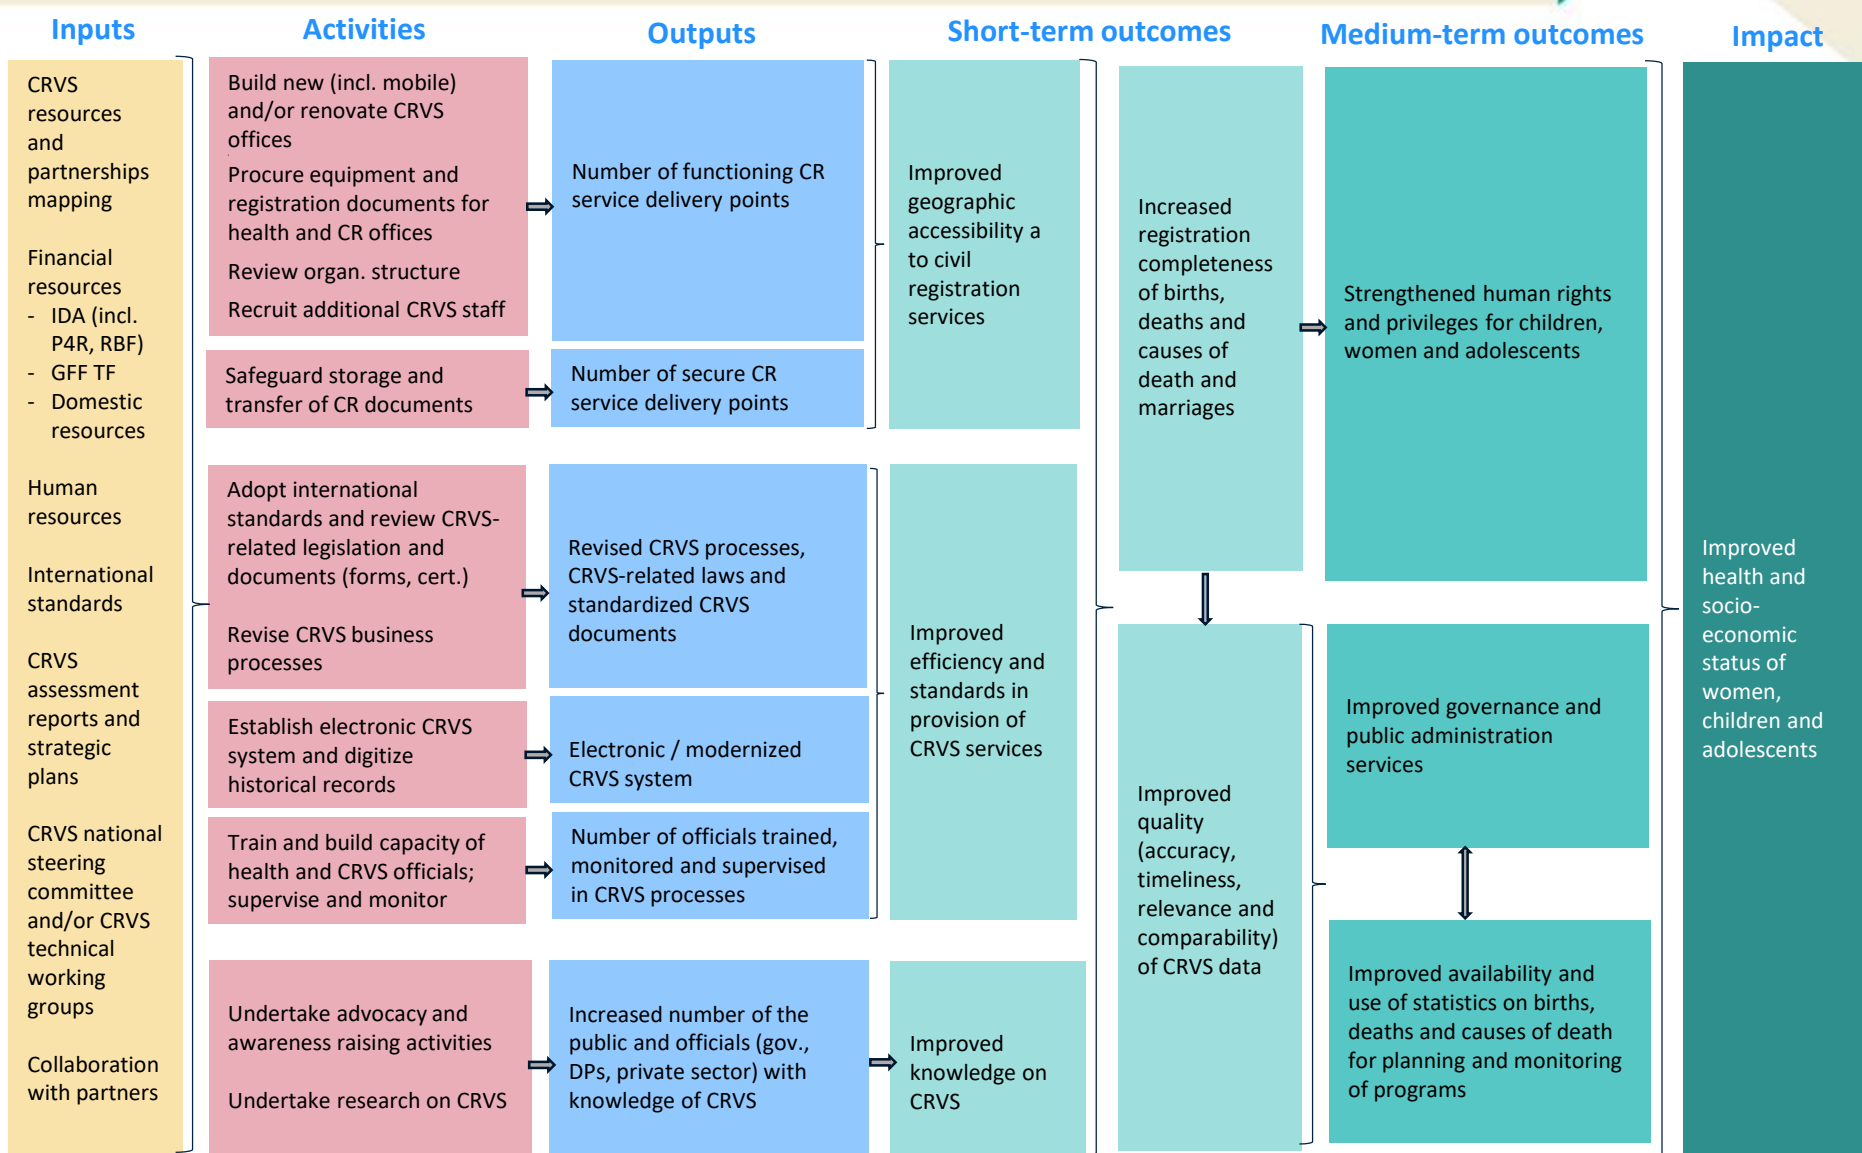 Inputs
Activities
Outputs
Short-term outcomes
Medium-term outcomes
Impact
CRVS
resources
and
partnerships
mapping
Financial
resources
- IDA (incl.
P4R, RBF)
- GFF TF
- Domestic
resources
Human
resources
International
standards
CRVS
assessment
reports and
strategic
plans
CRVS national
steering
committee
and/or CRVS
technical
working
groups
Collaboration
with partners
Build new (incl. mobile)
and/or renovate CRVS
offices
Procure equipment and
registration documents for
health and CR offices
Review organ. structure
Recruit additional CRVS staff
Safeguard storage and
transfer of CR documents
Adopt international
standards and review CRVS-
related legislation and
documents (forms, cert.)
Revise CRVS business
processes
Establish electronic CRVS
system and digitize
historical records
Train and build capacity of
health and CRVS officials;
supervise and monitor
Undertake advocacy and
awareness raising activities
Undertake research on CRVS
Number of functioning CR
service delivery points
Number of secure CR
service delivery points
Revised CRVS processes,
CRVS-related laws and
standardized CRVS
documents
Electronic / modernized
CRVS system
Number of officials trained,
monitored and supervised
in CRVS processes
Increased number of the
public and officials (gov.,
DPs, private sector) with
knowledge of CRVS
Improved
geographic
accessibility a
to civil
registration
services
Improved
efficiency and
standards in
provision of
CRVS services
Improved
knowledge on
CRVS
Increased
registration
completeness
of births,
deaths and
causes of
death and
marriages
Improved
quality
(accuracy,
timeliness,
relevance and
comparability)
of CRVS data
Strengthened human rights
and privileges for children,
women and adolescents
Improved governance and
public administration
services
Improved availability and
use of statistics on births,
deaths and causes of death
for planning and monitoring
of programs
Improved
health and
socio-
economic
status of
women,
children and
adolescents